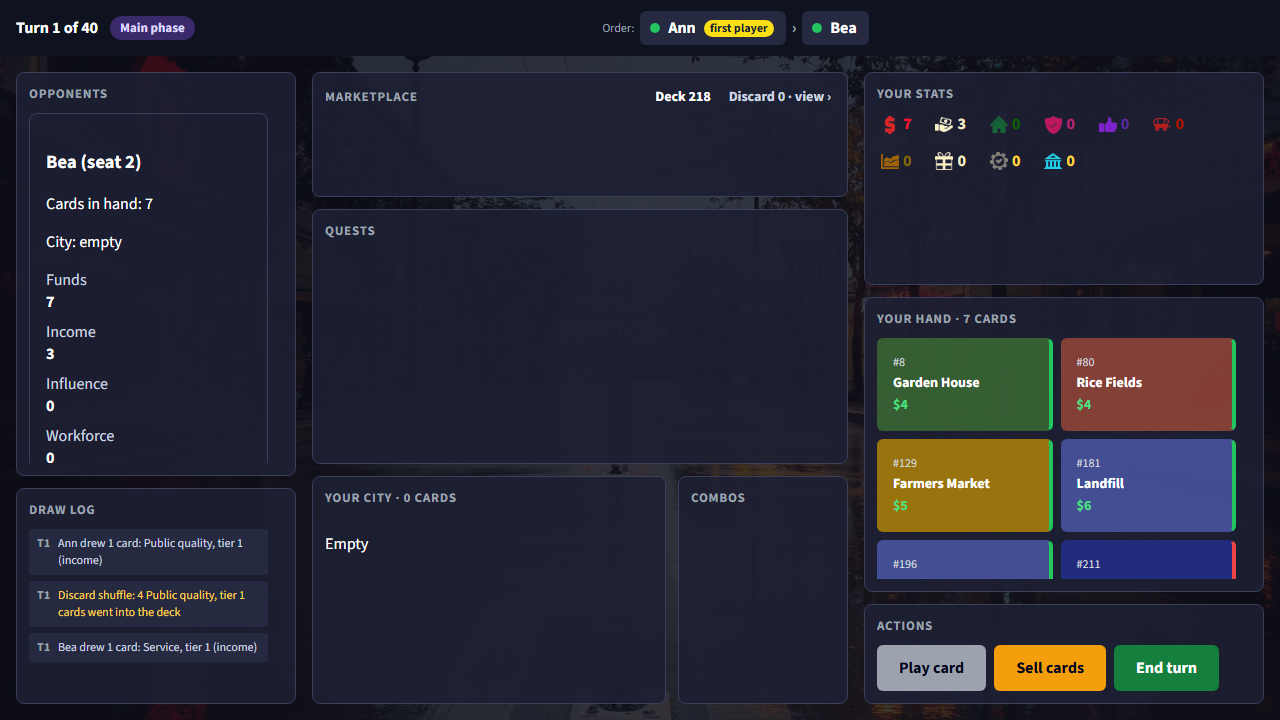 Turn 1 of 40
Main phase
Order:
Ann
first player
›
Bea
OPPONENTS
Bea (seat 2)
Cards in hand: 7
City: empty
Funds
7
Income
3
Influence
0
Workforce
0
DRAW LOG
T1 Ann drew 1 card: Public quality, tier 1
(income)
T1 Discard shuffle: 4 Public quality, tier 1
cards went into the deck
T1 Bea drew 1 card: Service, tier 1 (income)
MARKETPLACE
Deck 218
Discard 0 · view ›
QUESTS
YOUR CITY · 0 CARDS
Empty
COMBOS
YOUR STATS
7 3 0 0 0 0
0 0 0 0
YOUR HAND · 7 CARDS
#8
Garden House
$4
#80
Rice Fields
$4
#129
Farmers Market
$5
#181
Landfill
$6
#196
#211
ACTIONS
Play card
Sell cards
End turn